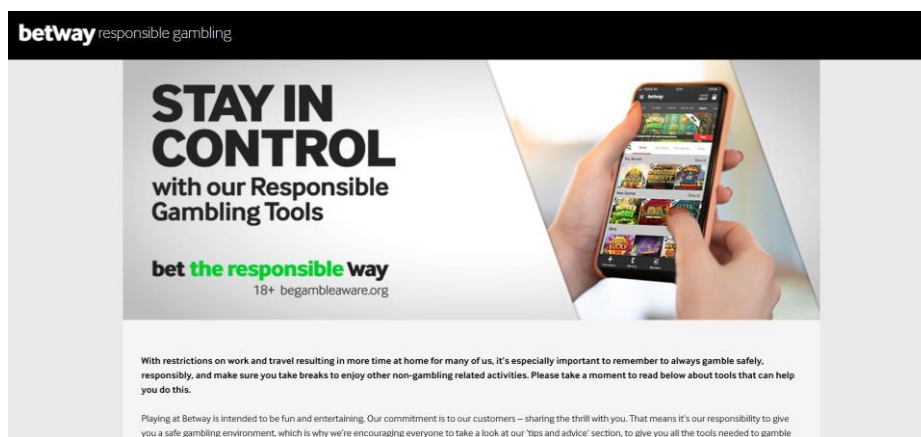 betway responsible gambling
STAY IN
CONTROL
with our Responsible
Gambling Tools
bet the responsible way
18+ begambleaware.org
betway
Top Games
New Games
With restrictions on work and travel resulting in more time at home for many of us, it's especially important to remember to always gamble safely,
responsibly, and make sure you take breaks to enjoy other non-gambling related activities. Please take a moment to read below about tools that can help
you do this.
Playing at Betway is intended to be fun and entertaining. Our commitment is to our customers – sharing the thrill with you. That means it's our responsibility to give
you a safe gambling environment, which is why we're encouraging everyone to take a look at our 'tips and advice' section, to give you all the tools needed to gamble